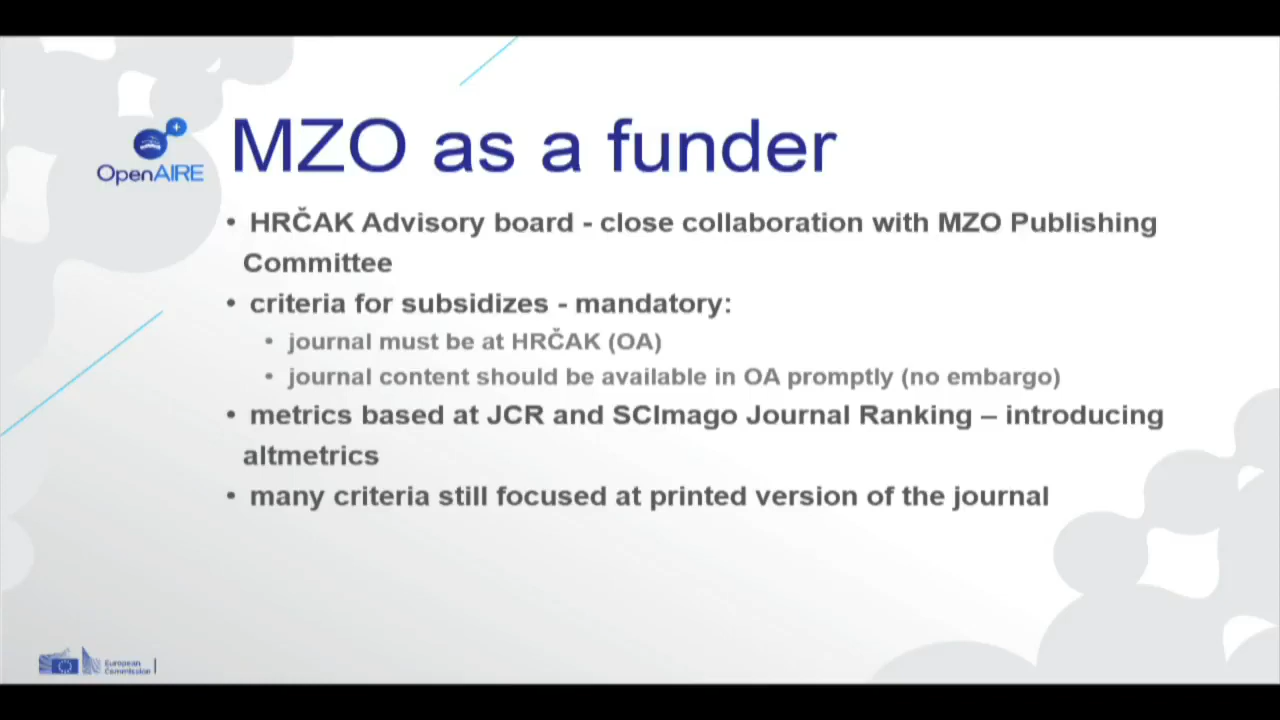 OpenAIRE
MZO as a funder
• HRČAK Advisory board - close collaboration with MZO Publishing
Committee
• criteria for subsidizes - mandatory:
• journal must be at HRČAK (OA)
• journal content should be available in OA promptly (no embargo)
• metrics based at JCR and SCImago Journal Ranking – introducing
altmetrics
• many criteria still focused at printed version of the journal
European
Commission